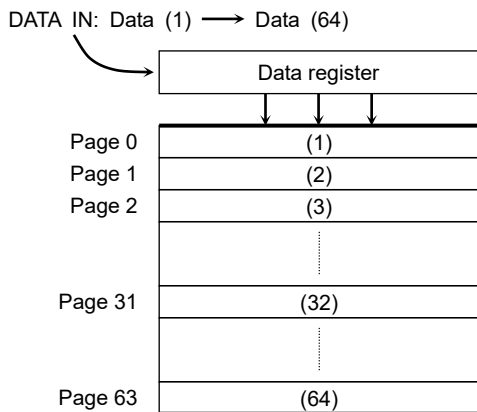 DATA IN: Data (1) → Data (64)
Data register
Page 0 (1)
Page 1 (2)
Page 2 (3)
Page 31 (32)
Page 63 (64)